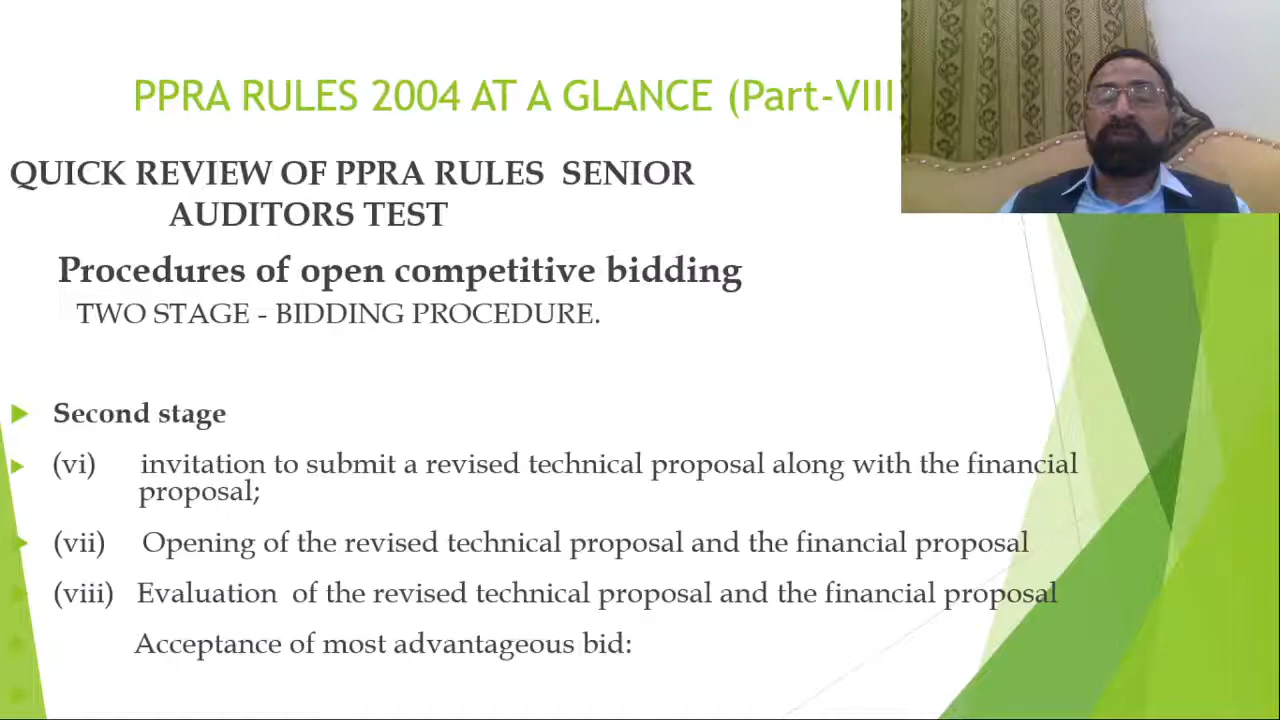 PPRA RULES 2004 AT A GLANCE (Part-VIII
QUICK REVIEW OF PPRA RULES SENIOR
AUDITORS TEST
Procedures of open competitive bidding
TWO STAGE - BIDDING PROCEDURE.
Second stage
(vi) invitation to submit a revised technical proposal along with the financial
proposal;
(vii) Opening of the revised technical proposal and the financial proposal
(viii) Evaluation of the revised technical proposal and the financial proposal
Acceptance of most advantageous bid: